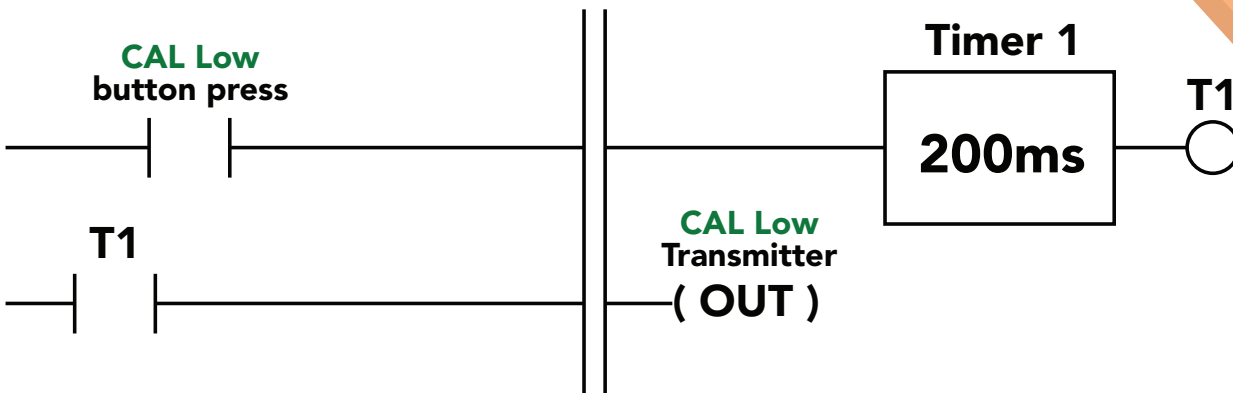 CAL Low
button press
Timer 1
200ms
T1
T1
CAL Low
Transmitter
( OUT )